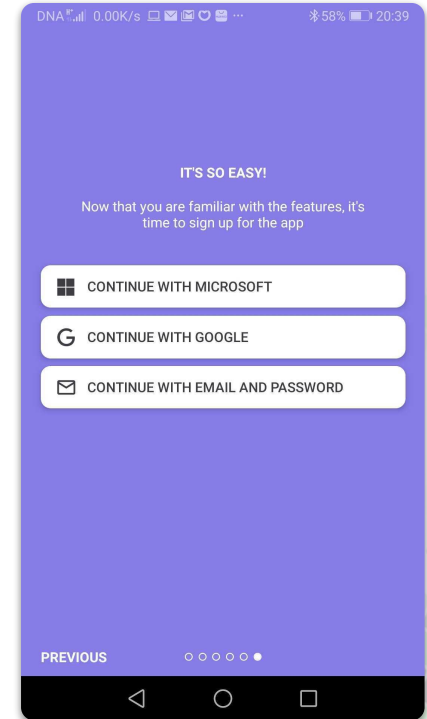 DNA 0.00K/s ... 58% 20:39
IT'S SO EASY!
Now that you are familiar with the features, it's
time to sign up for the app
CONTINUE WITH MICROSOFT
G CONTINUE WITH GOOGLE
CONTINUE WITH EMAIL AND PASSWORD
PREVIOUS